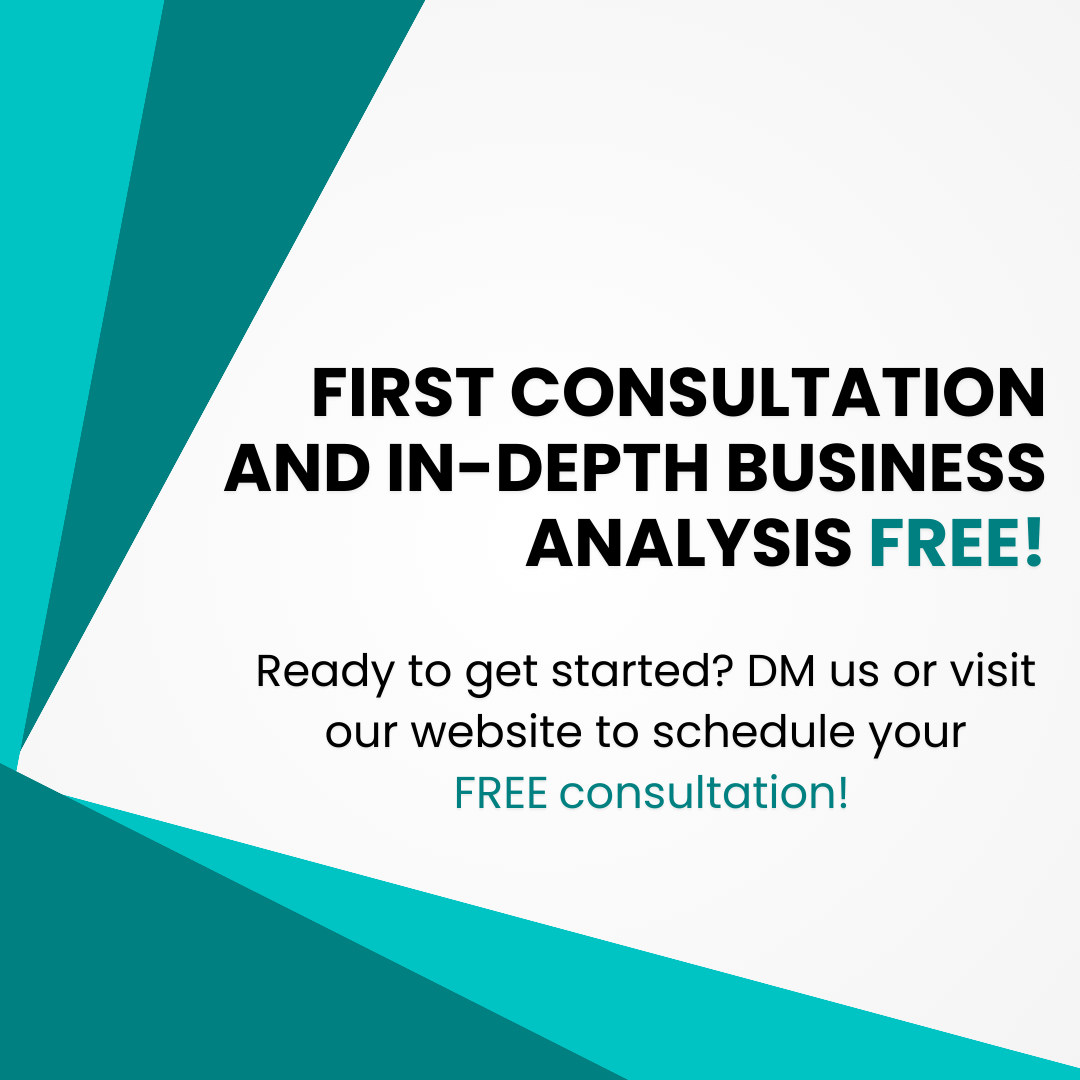 FIRST CONSULTATION
AND IN-DEPTH BUSINESS
ANALYSIS FREE!
Ready to get started? DM us or visit
our website to schedule your
FREE consultation!